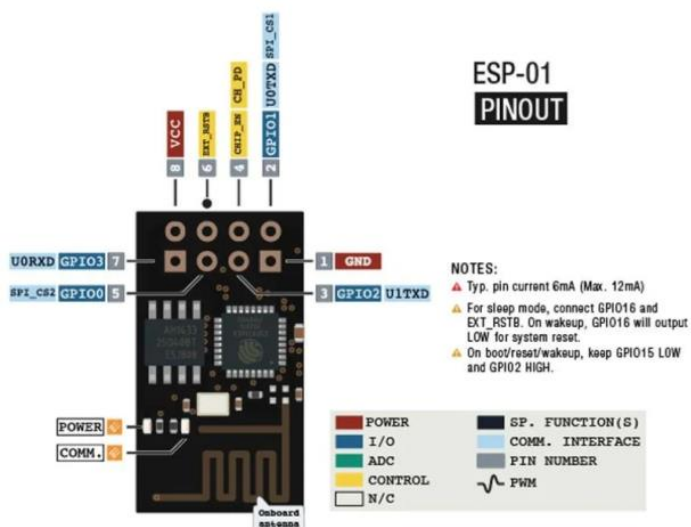 ESP-01
PINOUT
VCC 8
EXT_RSTB 6
CH_PD CHIP_EN 4
SPI_CS1 U0TXD GPIO1 2
U0RXD GPIO3 7
SPI_CS2 GPIO0 5
1 GND
3 GPIO2 U1TXD
POWER
COMM.
Onboard
antenna
NOTES:
Typ. pin current 6mA (Max. 12mA)
For sleep mode, connect GPIO16 and
EXT_RSTB. On wakeup, GPIO16 will output
LOW for system reset.
On boot/reset/wakeup, keep GPIO15 LOW
and GPIO2 HIGH.
POWER
I/O
ADC
CONTROL
N/C
SP. FUNCTION(S)
COMM. INTERFACE
PIN NUMBER
PWM